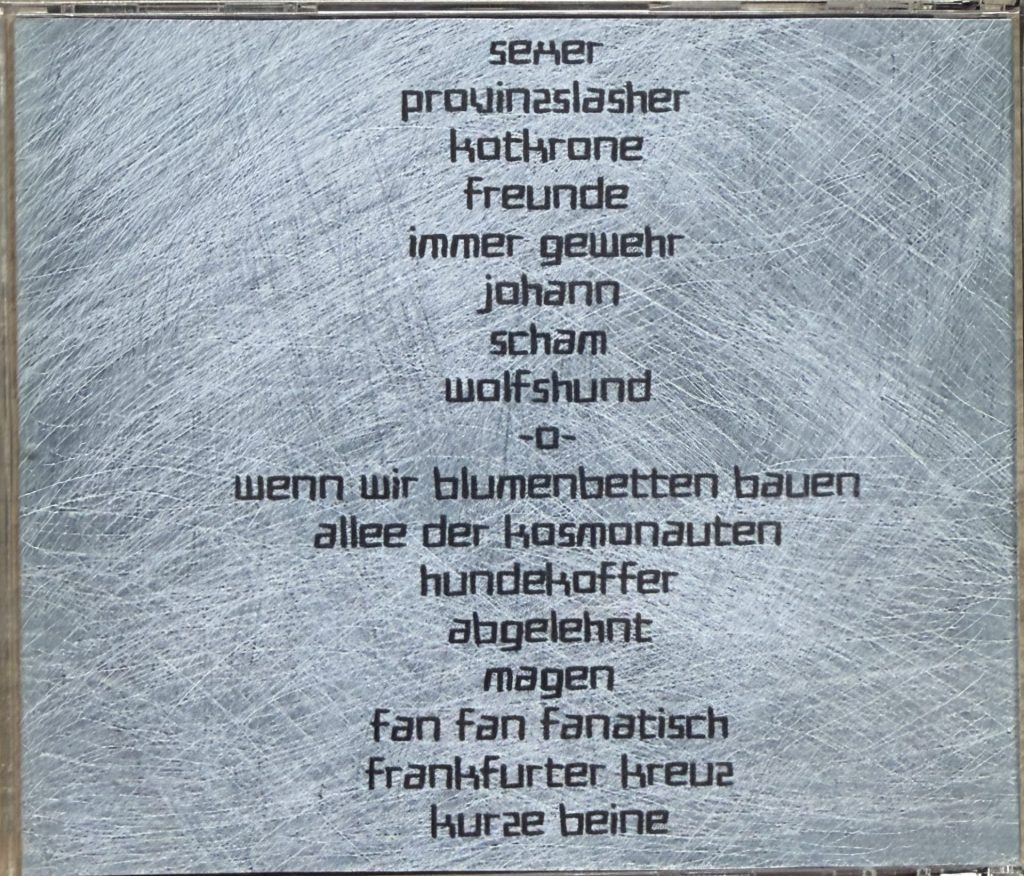 sexer
provinzslasher
kotkrone
freunde
immer gewehr
johann
scham
wolfshund
-o-
wenn wir blumenbetten bauen
allee der kosmonauten
hundekoffer
abgelehnt
magen
fan fan fanatisch
frankfurter kreuz
kurze beine